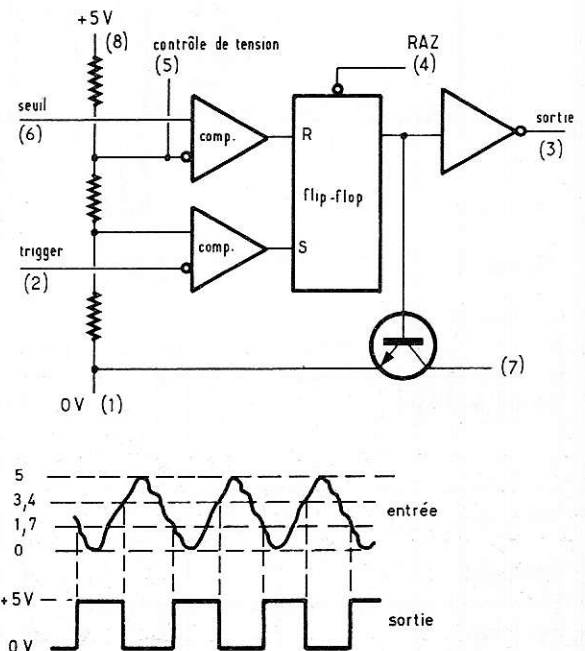 +5V
(8)
contrôle de tension
(5)
RAZ
(4)
seuil
(6)
comp.
R
flip-flop
S
sortie
(3)
trigger
(2)
comp.
(7)
0V (1)
5
3,4
1,7
0
entrée
+5V
0V
sortie